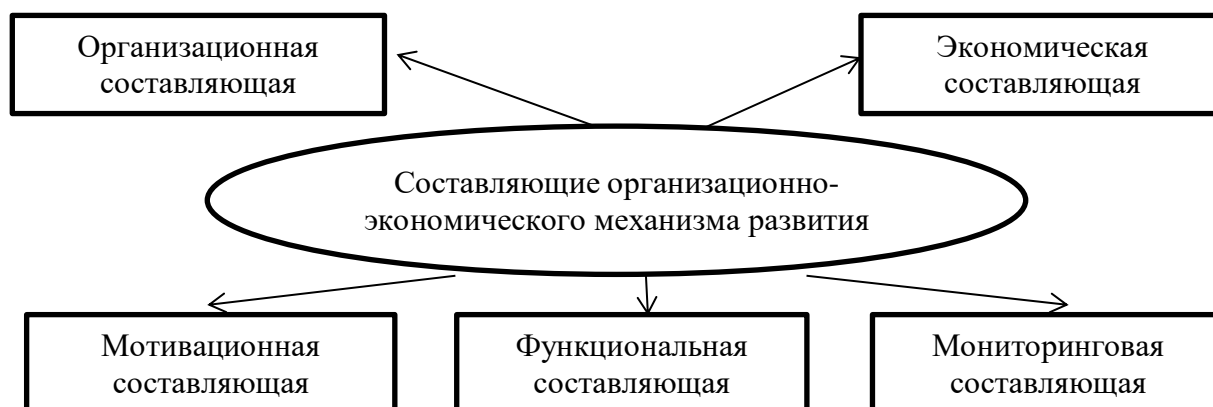 Организационная
составляющая
Экономическая
составляющая
Составляющие организационно-
экономического механизма развития
Мотивационная
составляющая
Функциональная
составляющая
Мониторинговая
составляющая